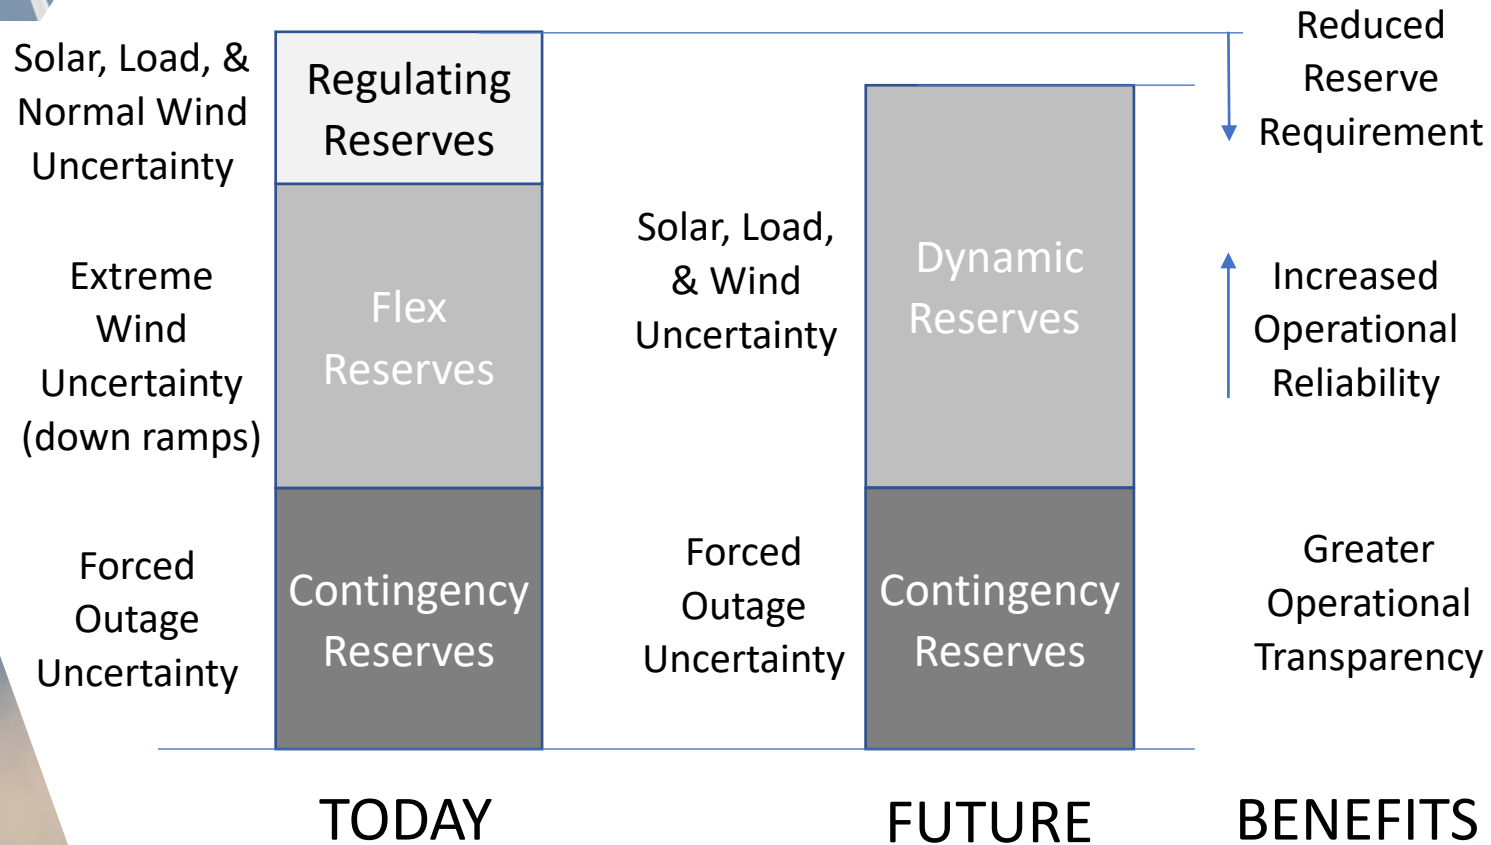 Solar, Load, &
Normal Wind
Uncertainty
Extreme
Wind
Uncertainty
(down ramps)
Forced
Outage
Uncertainty
Regulating
Reserves
Flex
Reserves
Contingency
Reserves
TODAY
Solar, Load,
& Wind
Uncertainty
Forced
Outage
Uncertainty
Dynamic
Reserves
Contingency
Reserves
FUTURE
Reduced
Reserve
Requirement
Increased
Operational
Reliability
Greater
Operational
Transparency
BENEFITS